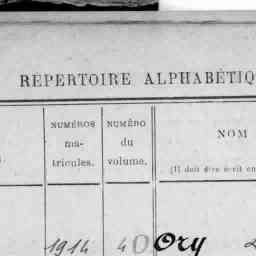 RÉPERTOIRE ALPHABÉTIQ
NUMÉROS
ma-
tricules.
NUMÉRO
du
volume.
NOM
(Il doit être écrit en
1914 40 Ory